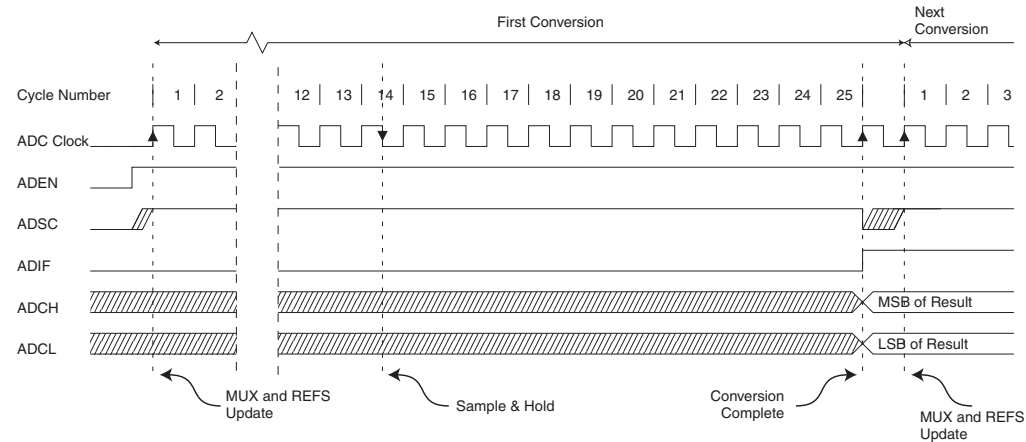 First Conversion
Next
Conversion
Cycle Number 1 2 12 13 14 15 16 17 18 19 20 21 22 23 24 25 1 2 3
ADC Clock
ADEN
ADSC
ADIF
ADCH MSB of Result
ADCL LSB of Result
MUX and REFS
Update
Sample & Hold
Conversion
Complete
MUX and REFS
Update